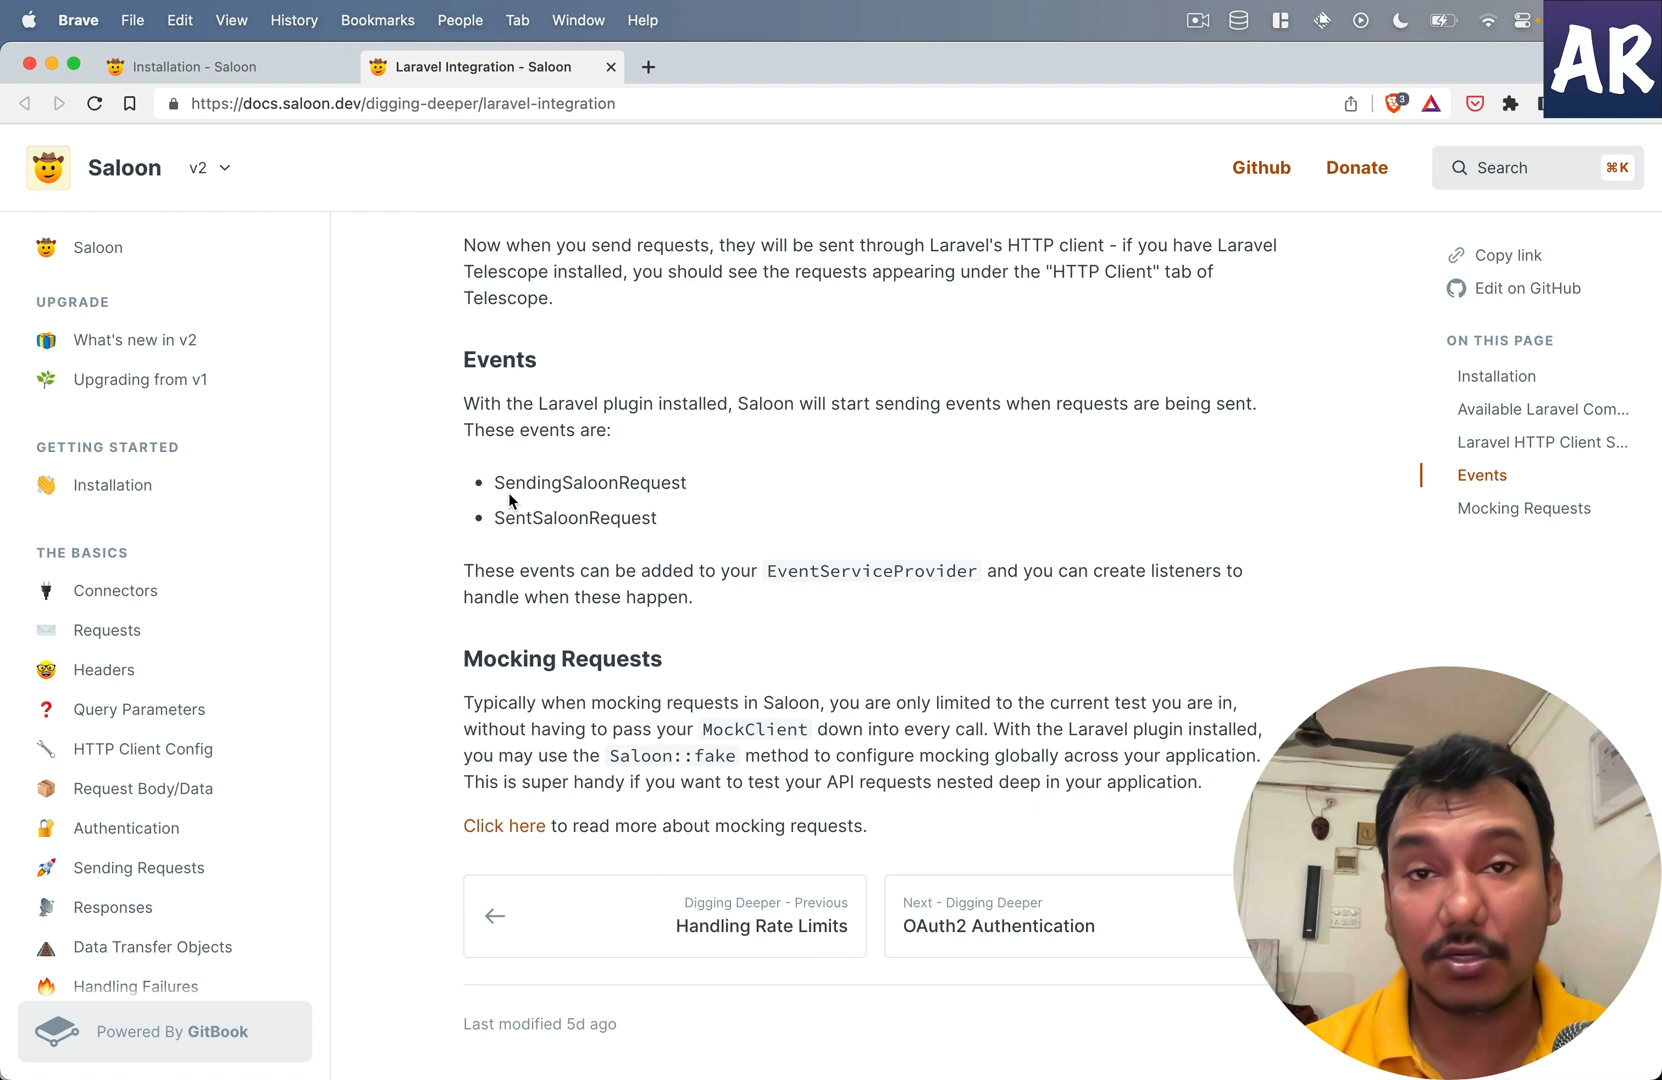 Brave File Edit View History Bookmarks People Tab Window Help
AR
Installation - Saloon
Laravel Integration - Saloon
https://docs.saloon.dev/digging-deeper/laravel-integration
3
Saloon v2
Github Donate Search ⌘K
Saloon
UPGRADE
What's new in v2
Upgrading from v1
GETTING STARTED
Installation
THE BASICS
Connectors
Requests
Headers
Query Parameters
HTTP Client Config
Request Body/Data
Authentication
Sending Requests
Responses
Data Transfer Objects
Handling Failures
Powered By GitBook
Now when you send requests, they will be sent through Laravel's HTTP client - if you have Laravel
Telescope installed, you should see the requests appearing under the "HTTP Client" tab of
Telescope.
Events
With the Laravel plugin installed, Saloon will start sending events when requests are being sent.
These events are:
• SendingSaloonRequest
• SentSaloonRequest
These events can be added to your EventServiceProvider and you can create listeners to
handle when these happen.
Mocking Requests
Typically when mocking requests in Saloon, you are only limited to the current test you are in,
without having to pass your MockClient down into every call. With the Laravel plugin installed,
you may use the Saloon::fake method to configure mocking globally across your application.
This is super handy if you want to test your API requests nested deep in your application.
Click here to read more about mocking requests.
Digging Deeper - Previous
Handling Rate Limits
Next - Digging Deeper
OAuth2 Authentication
Last modified 5d ago
Copy link
Edit on GitHub
ON THIS PAGE
Installation
Available Laravel Com...
Laravel HTTP Client S...
Events
Mocking Requests